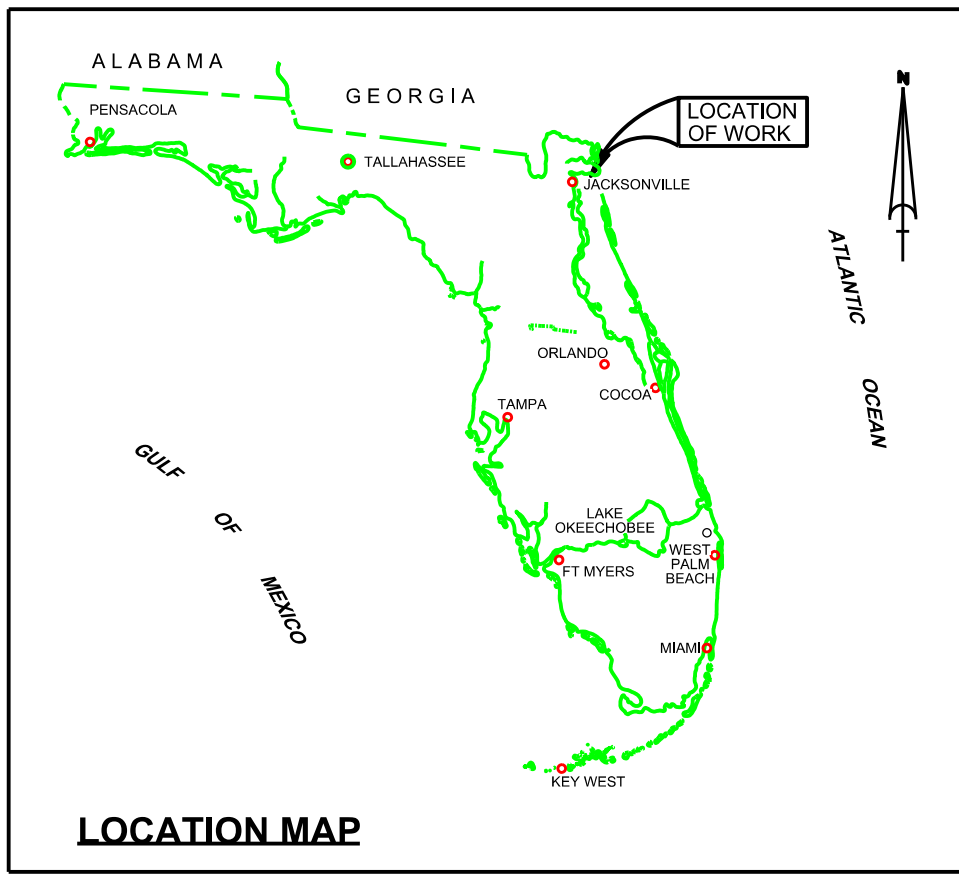 ALABAMA
GEORGIA
N
PENSACOLA
LOCATION
OF WORK
TALLAHASSEE
JACKSONVILLE
ATLANTIC
OCEAN
ORLANDO
COCOA
TAMPA
GULF
OF
MEXICO
LAKE
OKEECHOBEE
WEST
PALM
BEACH
FT MYERS
MIAMI
KEY WEST
LOCATION MAP